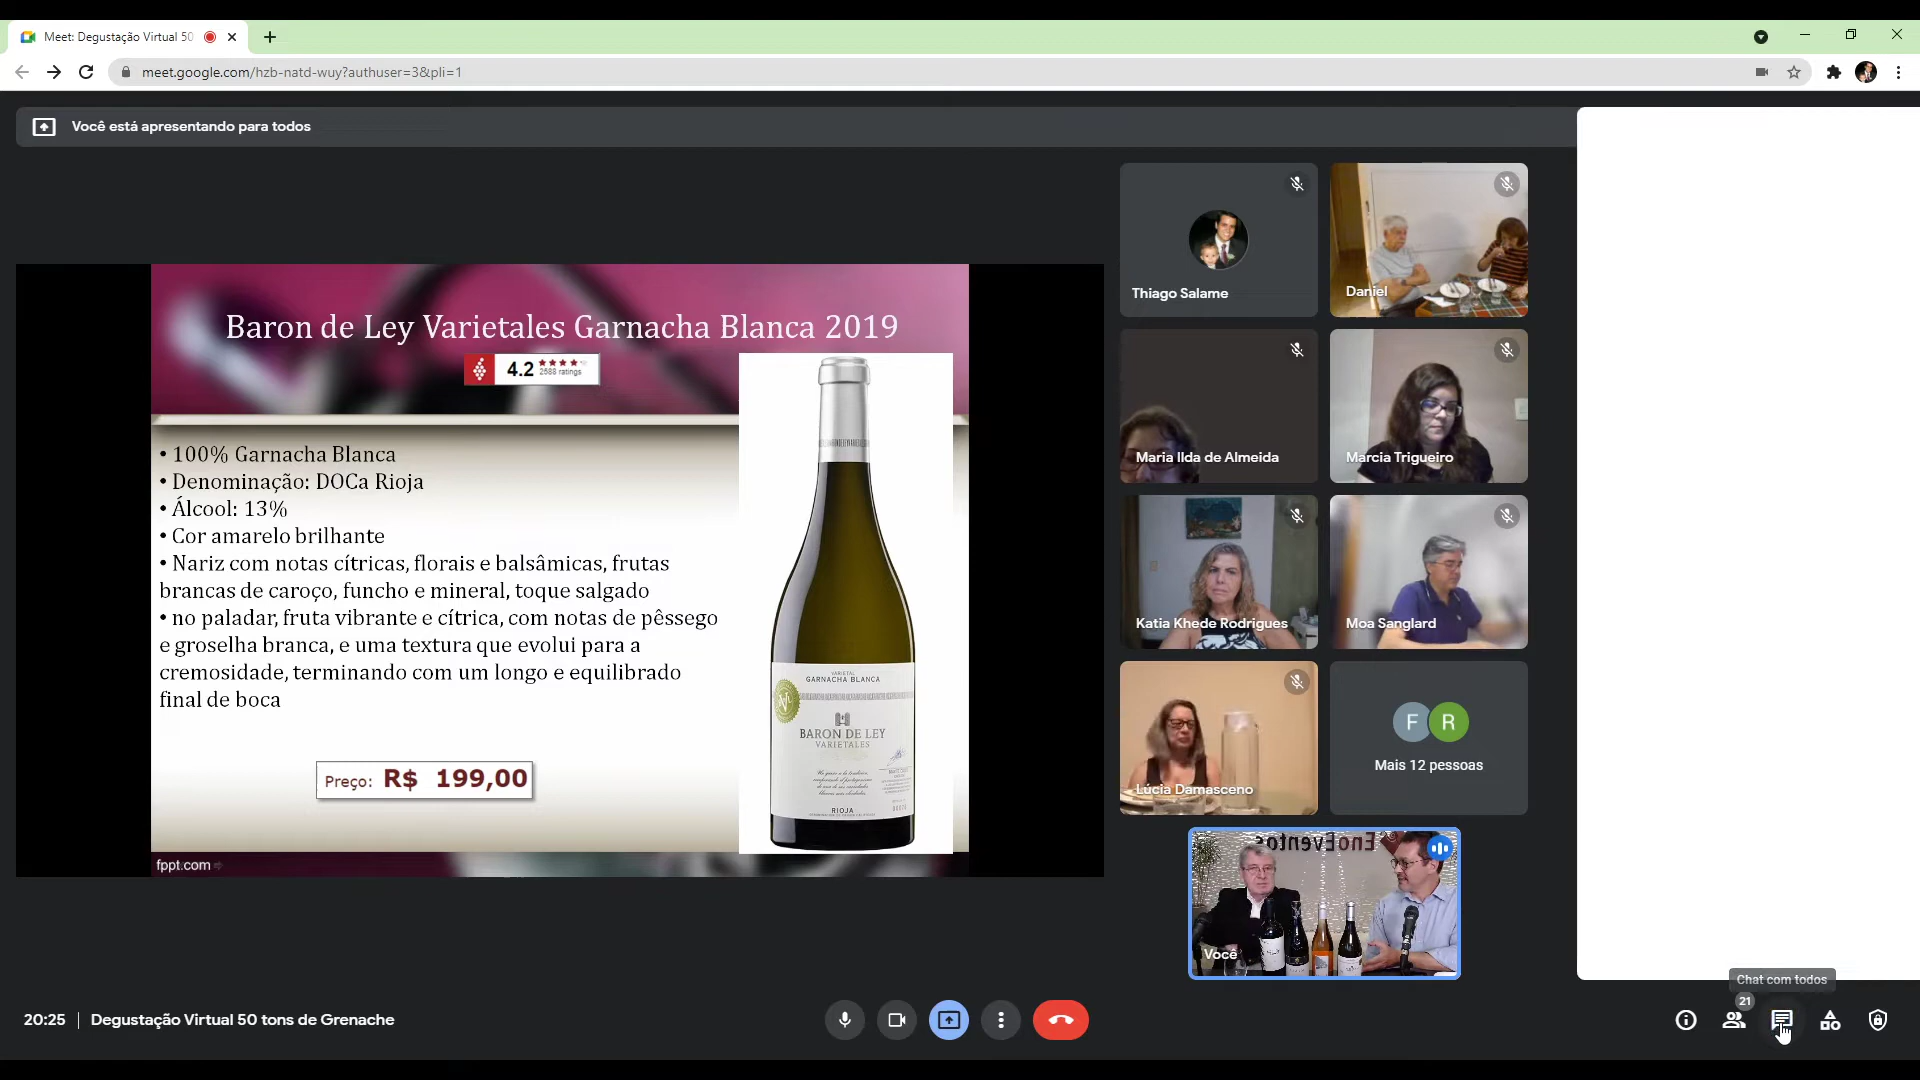 Meet: Degustação Virtual 50
meet.google.com/hzb-natd-wuy?authuser=3&pli=1
Você está apresentando para todos
Baron de Ley Varietales Garnacha Blanca 2019
4.2
2688 ratings
• 100% Garnacha Blanca
• Denominação: DOCa Rioja
• Álcool: 13%
• Cor amarelo brilhante
• Nariz com notas cítricas, florais e balsâmicas, frutas
brancas de caroço, funcho e mineral, toque salgado
• no paladar, fruta vibrante e cítrica, com notas de pêssego
e groselha branca, e uma textura que evolui para a
cremosidade, terminando com um longo e equilibrado
final de boca
Preço: R$ 199,00
fppt.com
VARIETAL
GARNACHA BLANCA
BARON DE LEY
VARIETALES
RIOJA
Thiago Salame
Daniel
Maria Ilda de Almeida
Marcia Trigueiro
Katia Khede Rodrigues
Moa Sanglard
Lúcia Damasceno
F R
Mais 12 pessoas
EnoEventos
Você
Chat com todos
21
20:25 | Degustação Virtual 50 tons de Grenache